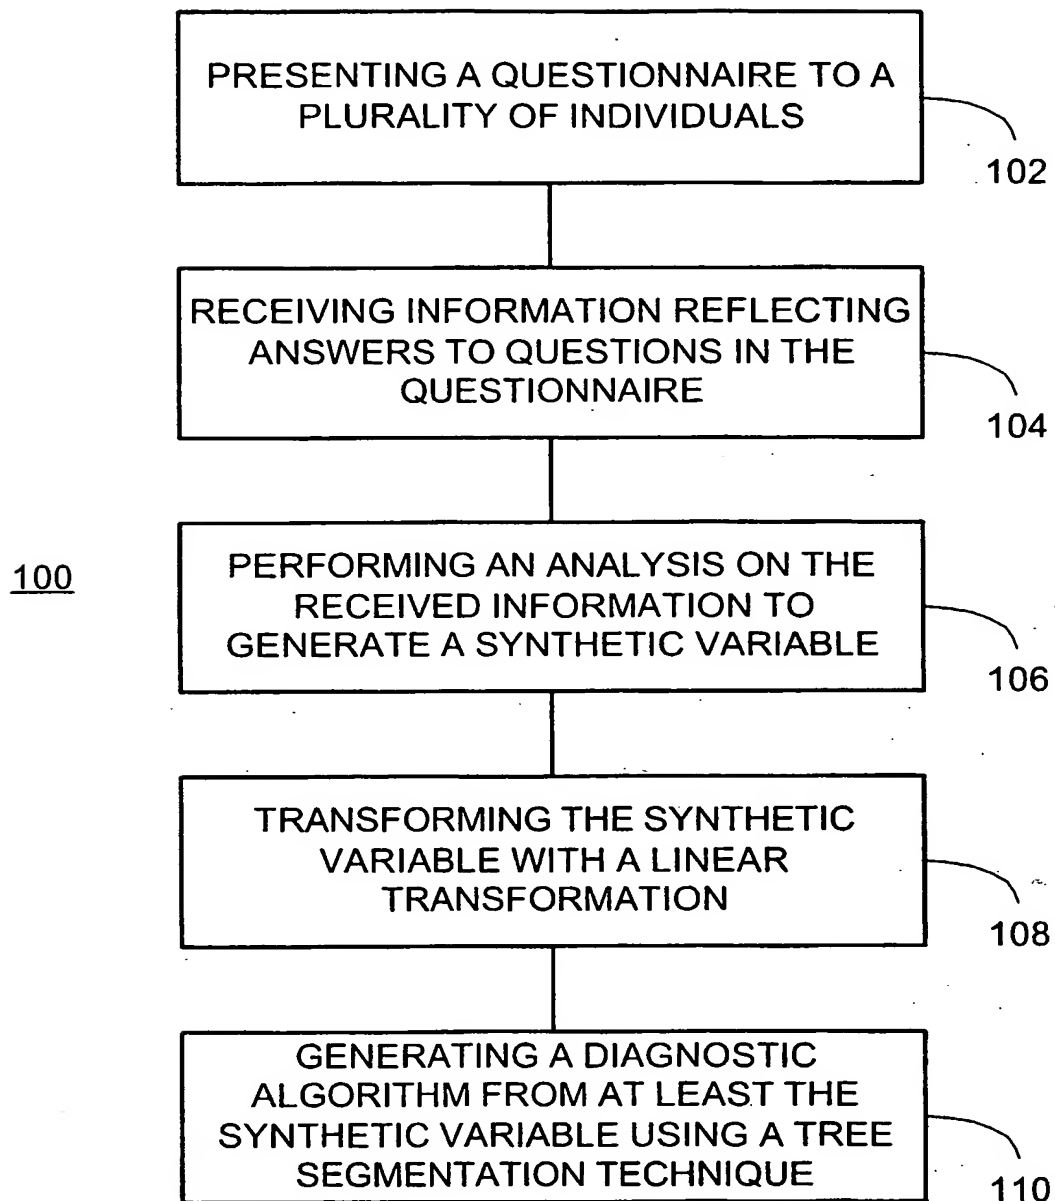 PRESENTING A QUESTIONNAIRE TO A
PLURALITY OF INDIVIDUALS
102
RECEIVING INFORMATION REFLECTING
ANSWERS TO QUESTIONS IN THE
QUESTIONNAIRE
104
100
PERFORMING AN ANALYSIS ON THE
RECEIVED INFORMATION TO
GENERATE A SYNTHETIC VARIABLE
106
TRANSFORMING THE SYNTHETIC
VARIABLE WITH A LINEAR
TRANSFORMATION
108
GENERATING A DIAGNOSTIC
ALGORITHM FROM AT LEAST THE
SYNTHETIC VARIABLE USING A TREE
SEGMENTATION TECHNIQUE
110